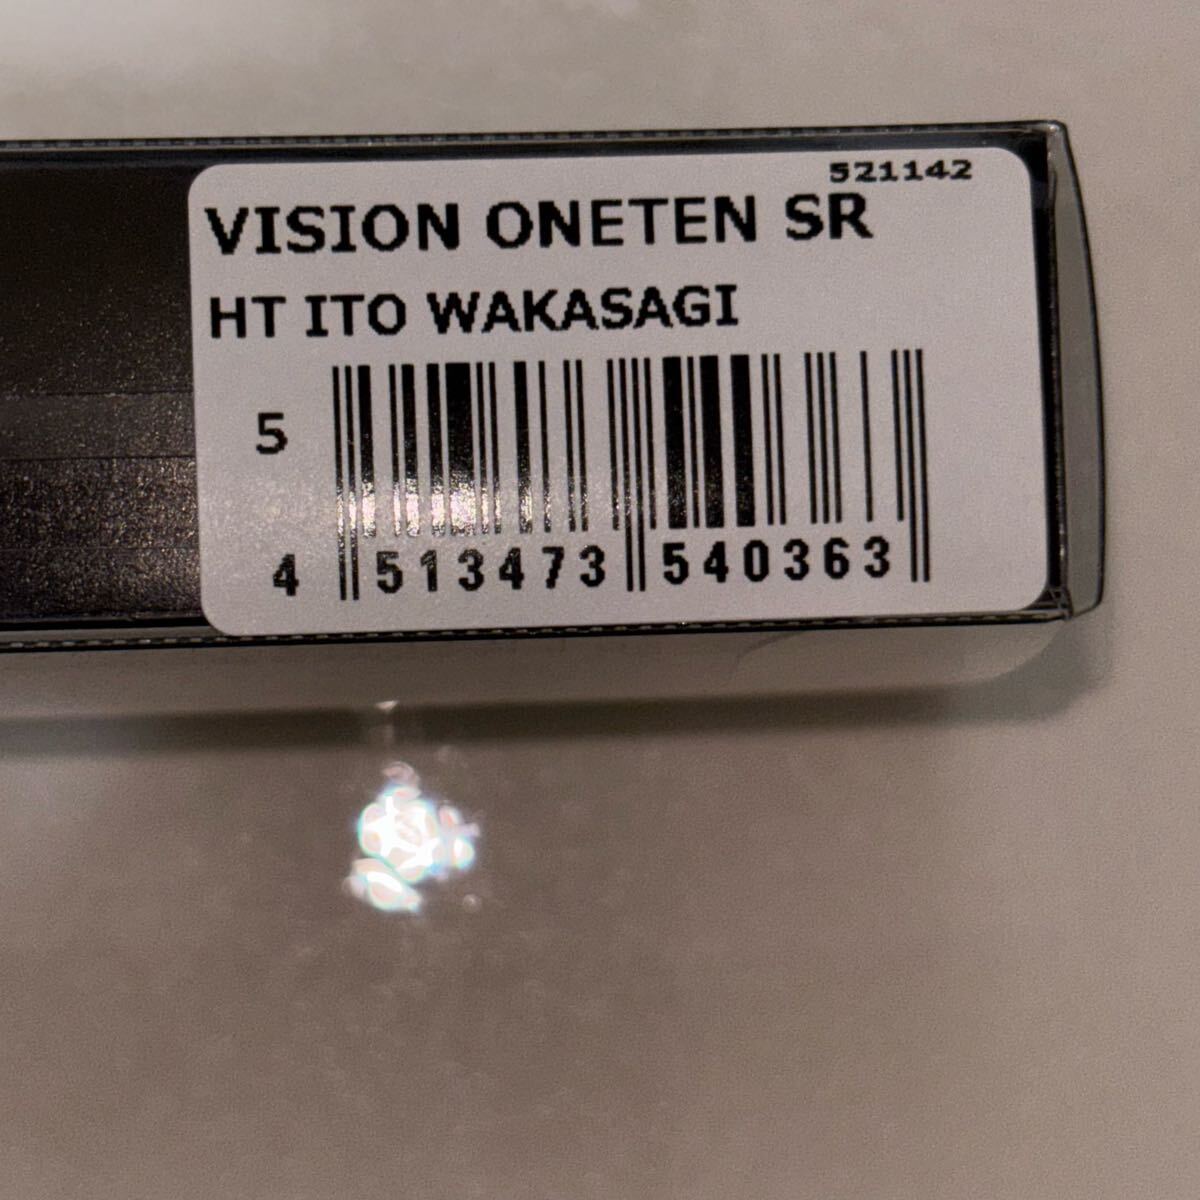 521142
VISION ONETEN SR
HT ITO WAKASAGI
5
4 513473 540363